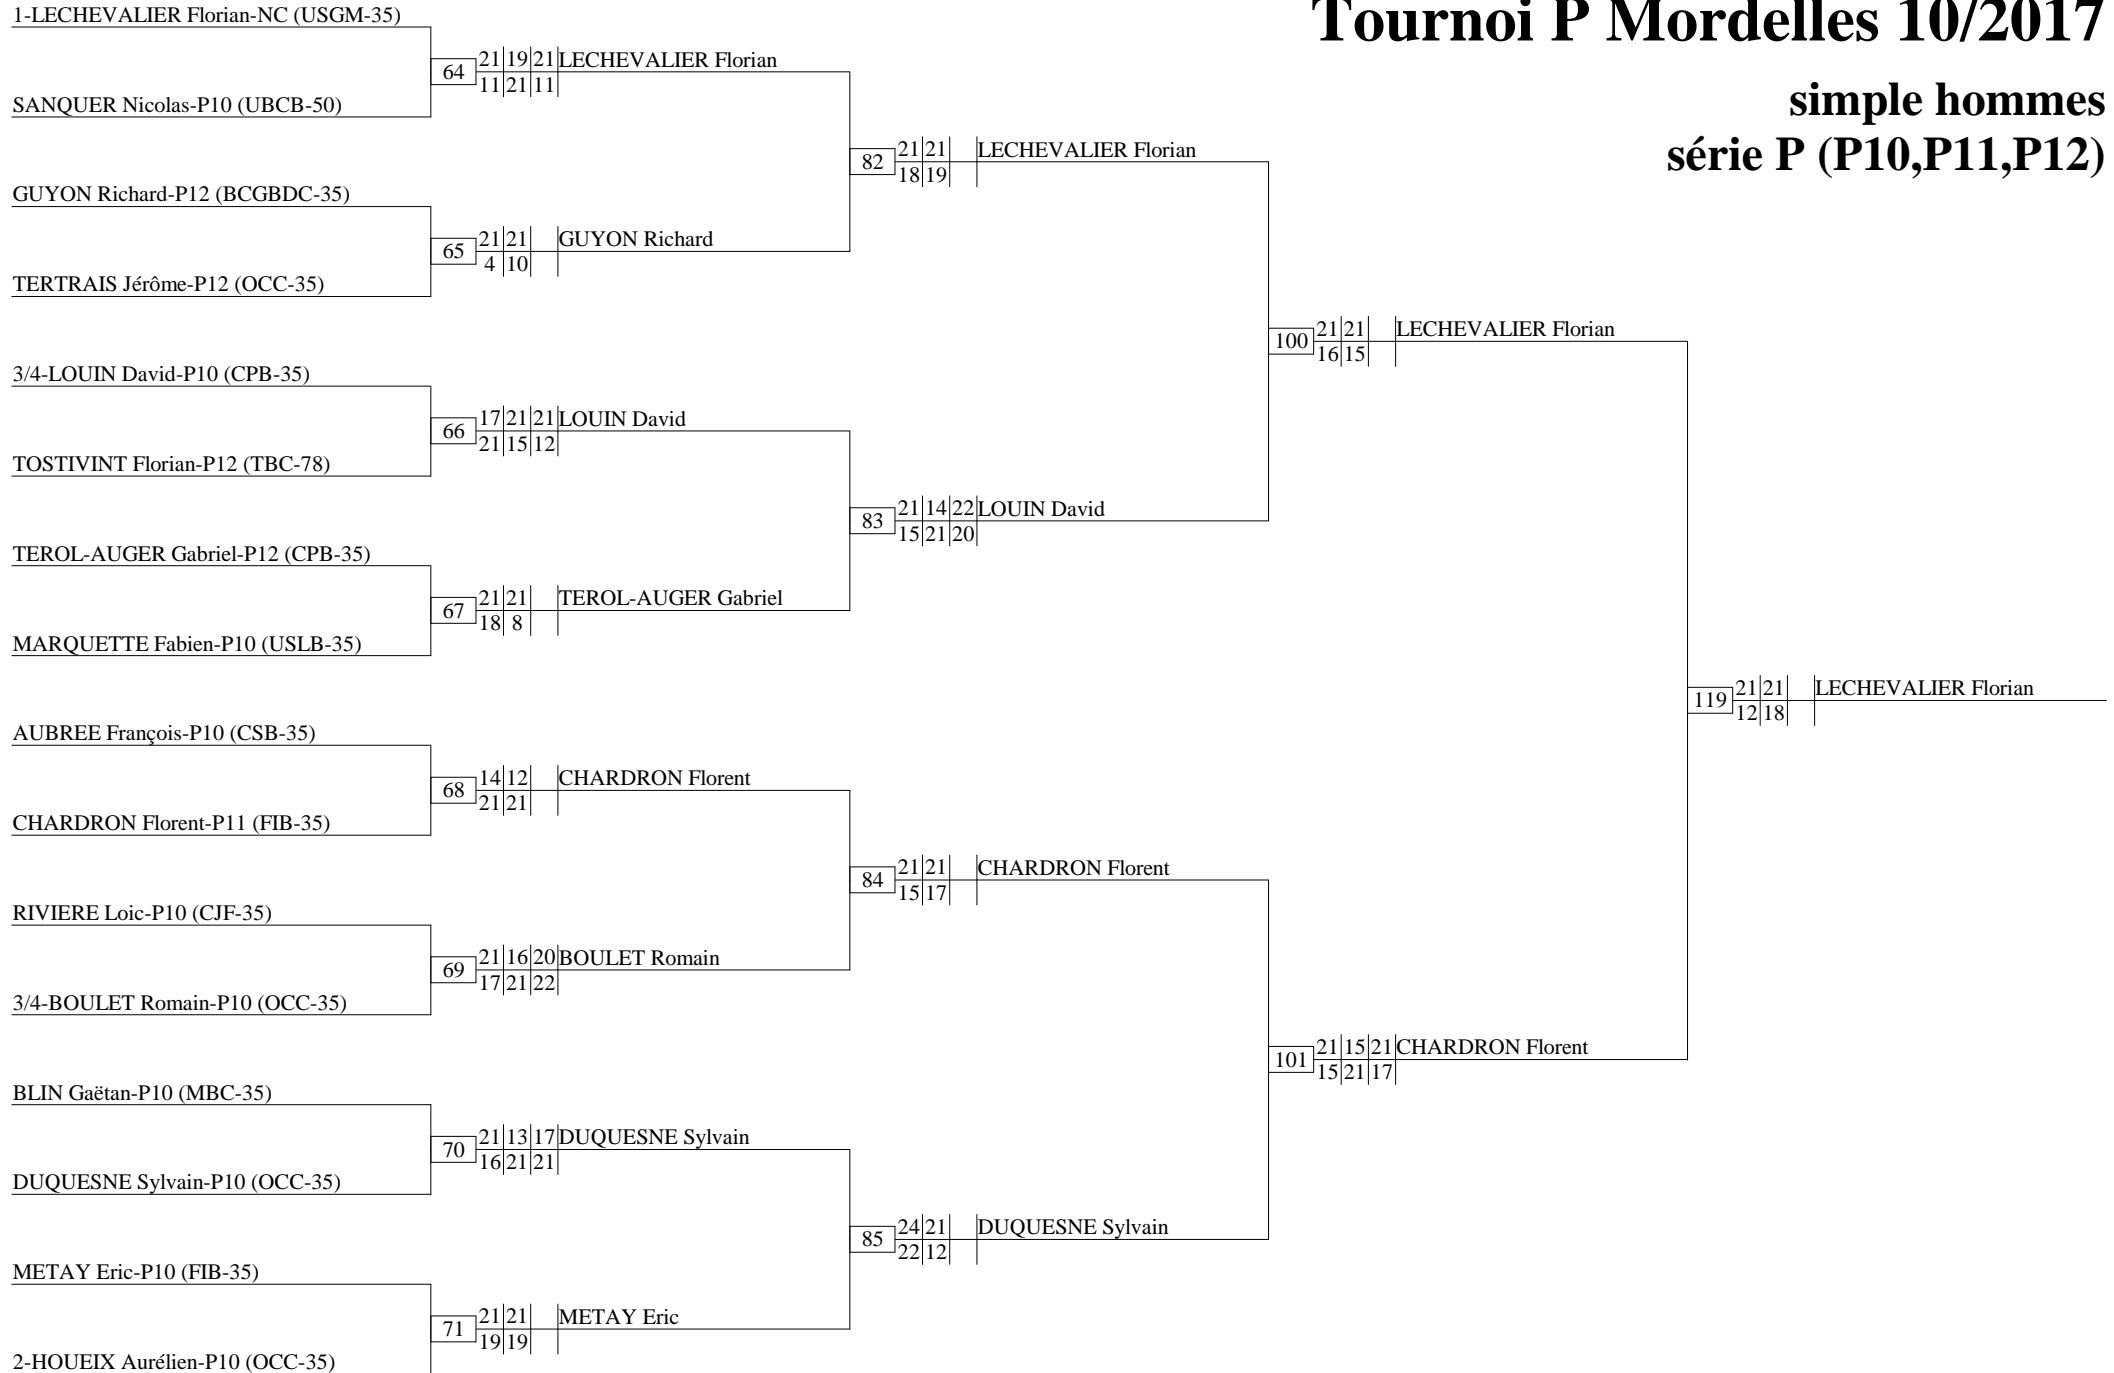 Tournoi P Mordelles 10/2017
simple hommes
série P (P10,P11,P12)
1-LECHEVALIER Florian-NC (USGM-35)
64 21 19 21 LECHEVALIER Florian
11 21 11
SANQUER Nicolas-P10 (UBCB-50)
82 21 21 LECHEVALIER Florian
18 19
GUYON Richard-P12 (BCGBDC-35)
65 21 21 GUYON Richard
4 10
TERTRAIS Jérôme-P12 (OCC-35)
100 21 21 LECHEVALIER Florian
16 15
3/4-LOUIN David-P10 (CPB-35)
66 17 21 21 LOUIN David
21 15 12
TOSTIVINT Florian-P12 (TBC-78)
83 21 14 22 LOUIN David
15 21 20
TEROL-AUGER Gabriel-P12 (CPB-35)
67 21 21 TEROL-AUGER Gabriel
18 8
MARQUETTE Fabien-P10 (USLB-35)
119 21 21 LECHEVALIER Florian
12 18
AUBREE François-P10 (CSB-35)
68 14 12 CHARDRON Florent
21 21
CHARDRON Florent-P11 (FIB-35)
84 21 21 CHARDRON Florent
15 17
RIVIERE Loic-P10 (CJF-35)
69 21 16 20 BOULET Romain
17 21 22
3/4-BOULET Romain-P10 (OCC-35)
101 21 15 21 CHARDRON Florent
15 21 17
BLIN Gaëtan-P10 (MBC-35)
70 21 13 17 DUQUESNE Sylvain
16 21 21
DUQUESNE Sylvain-P10 (OCC-35)
85 24 21 DUQUESNE Sylvain
22 12
METAY Eric-P10 (FIB-35)
71 21 21 METAY Eric
19 19
2-HOUEIX Aurélien-P10 (OCC-35)